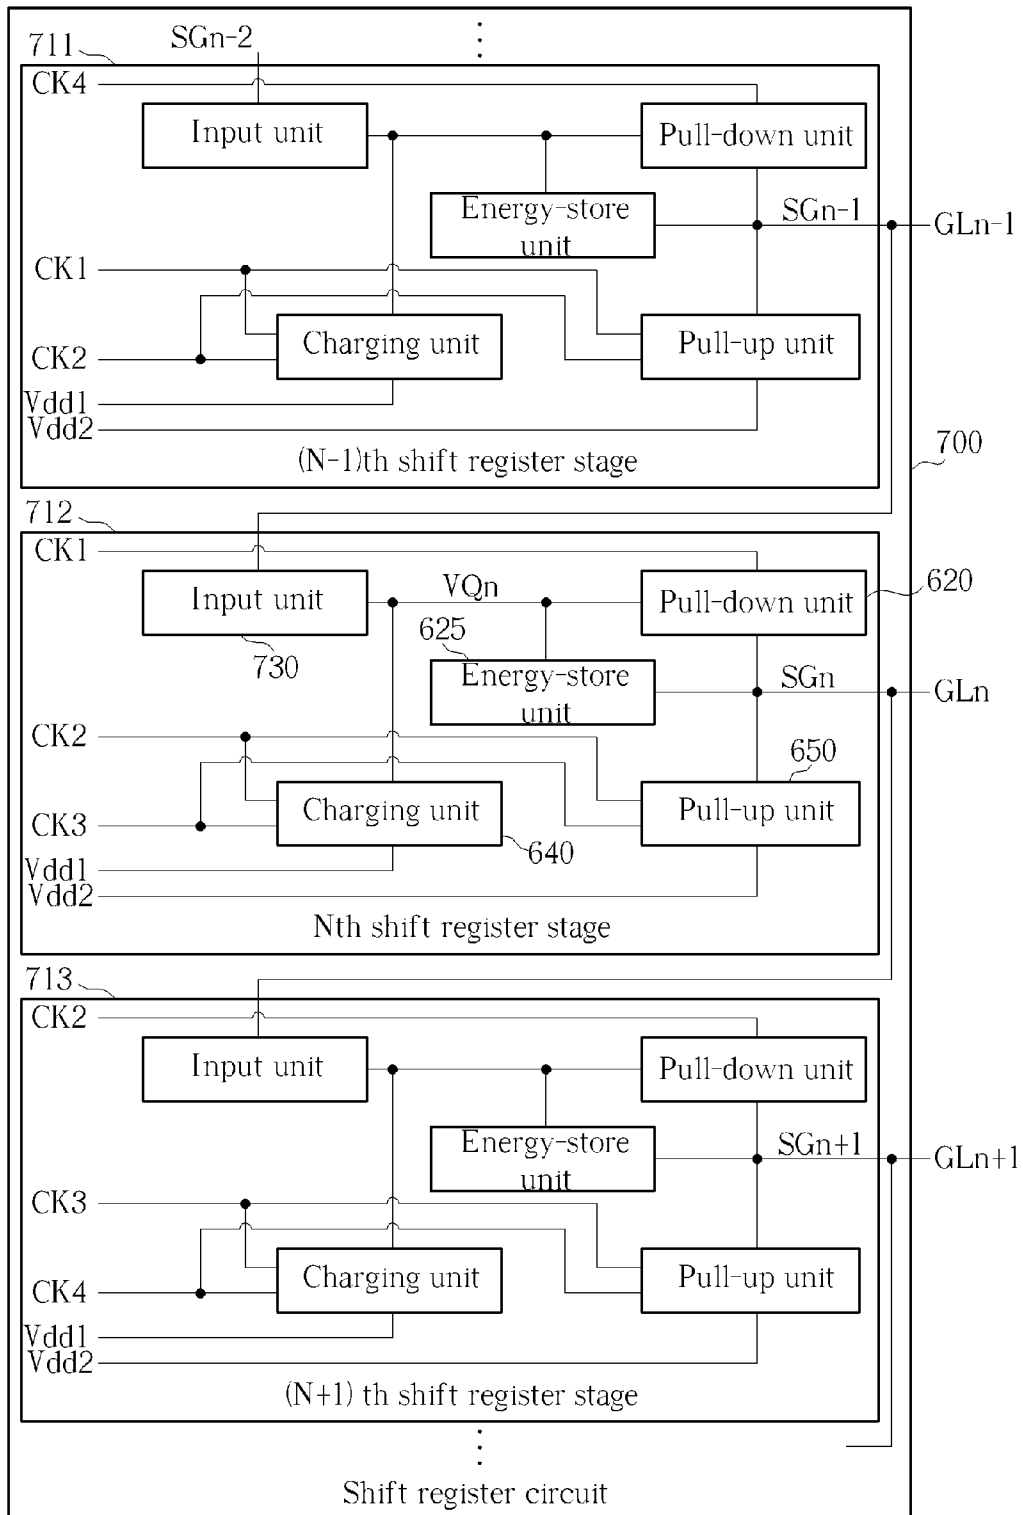 SGn-2
711
CK4
Input unit
Pull-down unit
Energy-store
unit
SGn-1
GLn-1
CK1
CK2
Charging unit
Pull-up unit
Vdd1
Vdd2
(N-1)th shift register stage
700
712
CK1
Input unit
VQn
Pull-down unit
620
730
625
Energy-store
unit
SGn
GLn
CK2
650
CK3
Charging unit
Pull-up unit
640
Vdd1
Vdd2
Nth shift register stage
713
CK2
Input unit
Pull-down unit
Energy-store
unit
SGn+1
GLn+1
CK3
CK4
Charging unit
Pull-up unit
Vdd1
Vdd2
(N+1) th shift register stage
Shift register circuit